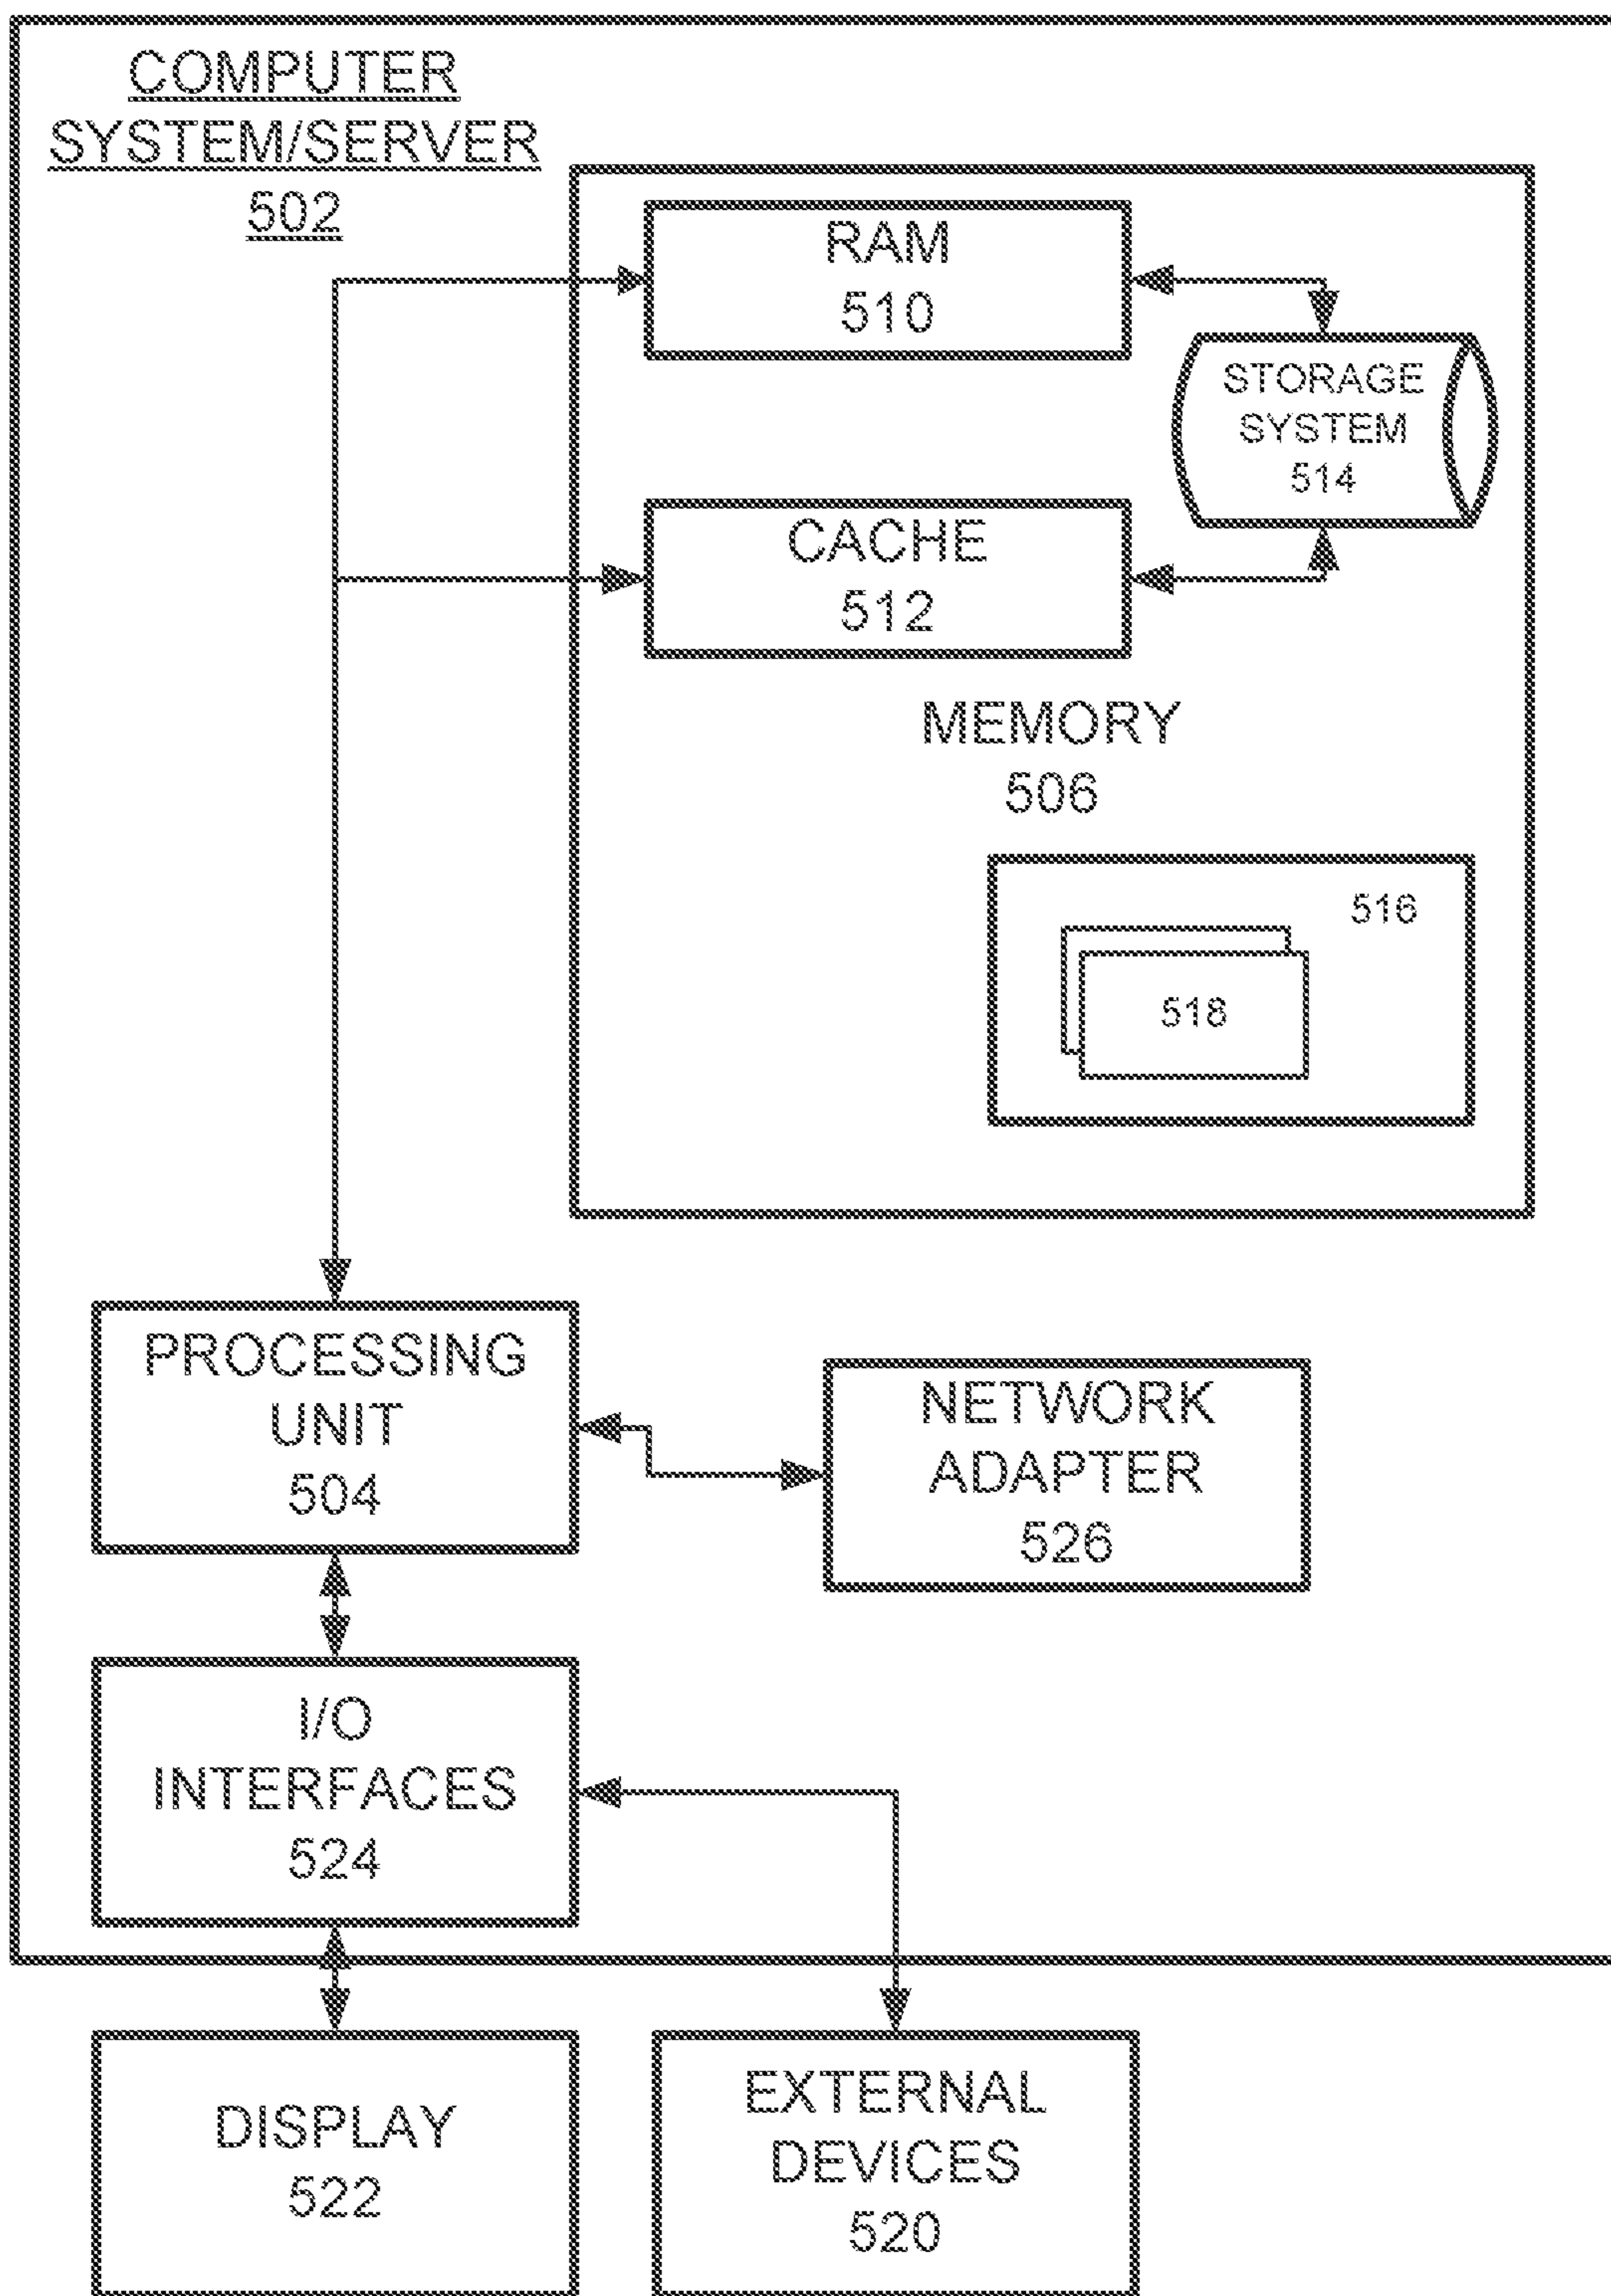 COMPUTER
SYSTEM/SERVER
502
RAM
510
STORAGE
SYSTEM
514
CACHE
512
MEMORY
506
516
518
PROCESSING
UNIT
504
NETWORK
ADAPTER
526
I/O
INTERFACES
524
DISPLAY
522
EXTERNAL
DEVICES
520